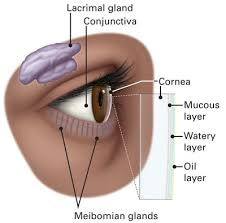 Lacrimal gland
Conjunctiva
Cornea
Mucous
layer
Watery
layer
Oil
layer
Meibomian glands